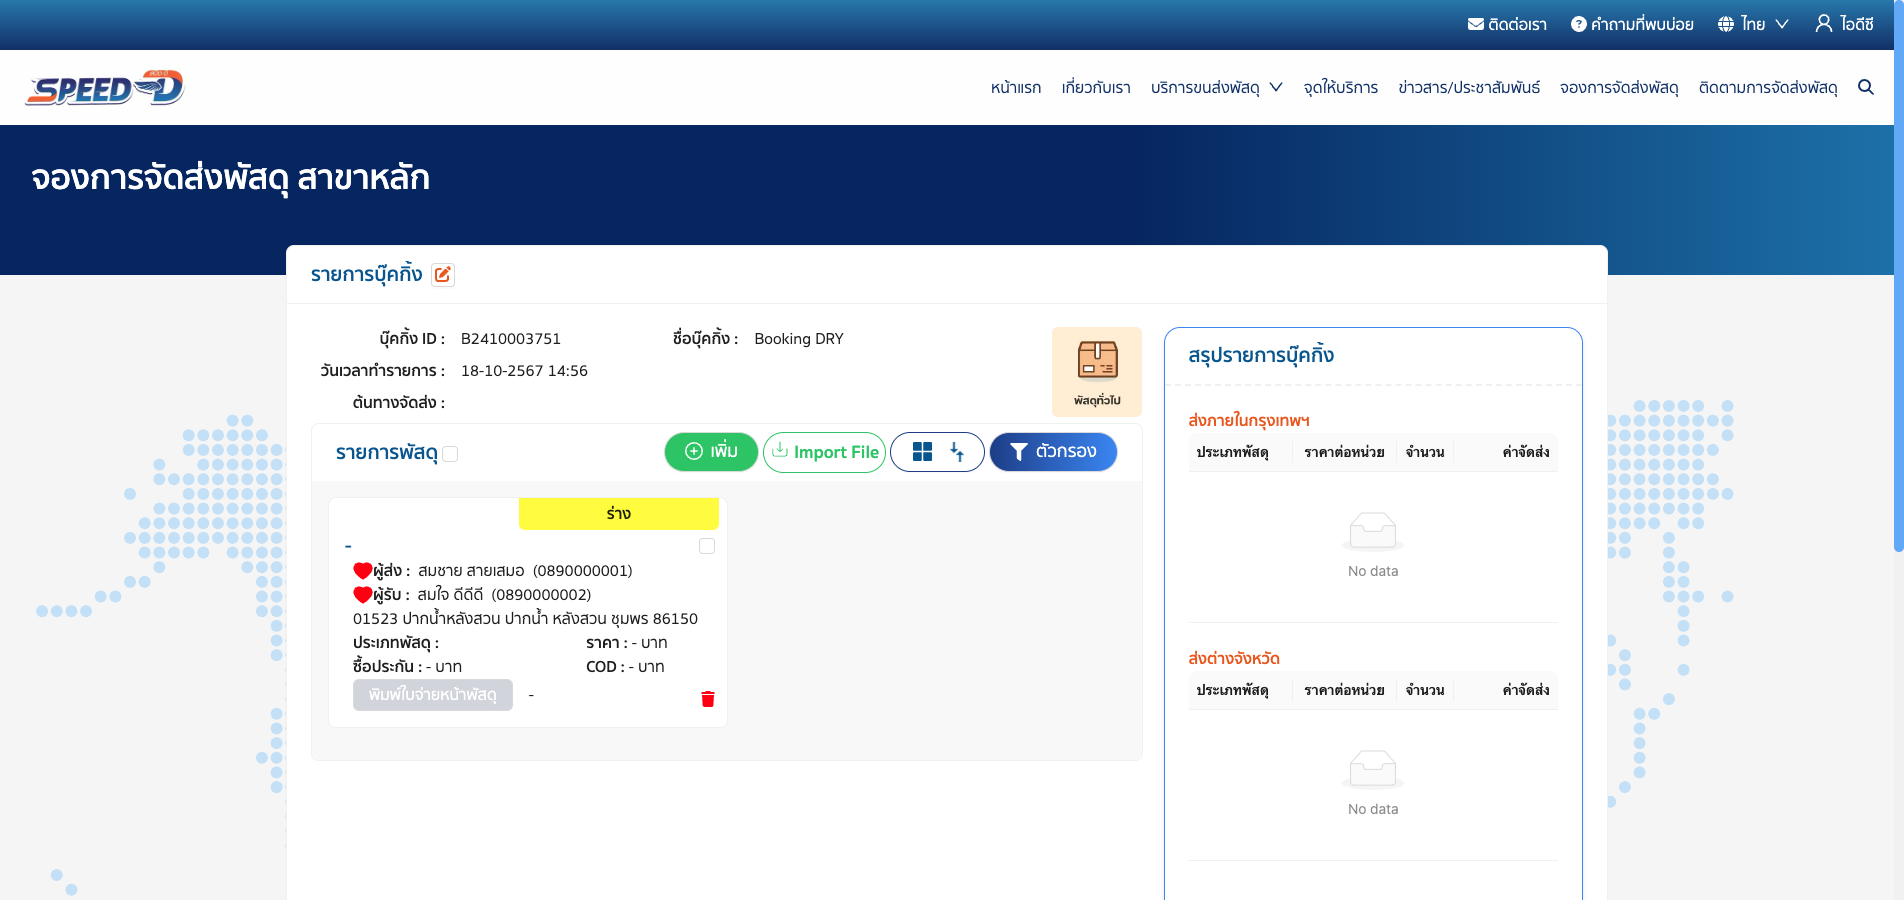 ติดต่อเรา คำถามที่พบบ่อย ไทย ไอดีซี
SPEED-D
หน้าแรก เกี่ยวกับเรา บริการขนส่งพัสดุ จุดให้บริการ ข่าวสาร/ประชาสัมพันธ์ จองการจัดส่งพัสดุ ติดตามการจัดส่งพัสดุ
จองการจัดส่งพัสดุ สาขาหลัก
รายการบุ๊คกิ้ง
บุ๊คกิ้ง ID : B2410003751 ชื่อบุ๊คกิ้ง : Booking DRY
วันเวลาทำรายการ : 18-10-2567 14:56
ต้นทางจัดส่ง :
พัสดุทั่วไป
รายการพัสดุ เพิ่ม Import File ตัวกรอง
ร่าง
-
ผู้ส่ง : สมชาย สายเสมอ (0890000001)
ผู้รับ : สมใจ ดีดีดี (0890000002)
01523 ปากน้ำหลังสวน ปากน้ำ หลังสวน ชุมพร 86150
ประเภทพัสดุ : ราคา : - บาท
ซื้อประกัน : - บาท COD : - บาท
พิมพ์ใบจ่ายหน้าพัสดุ -
สรุปรายการบุ๊คกิ้ง
ส่งภายในกรุงเทพฯ
ประเภทพัสดุ ราคาต่อหน่วย จำนวน ค่าจัดส่ง
No data
ส่งต่างจังหวัด
ประเภทพัสดุ ราคาต่อหน่วย จำนวน ค่าจัดส่ง
No data